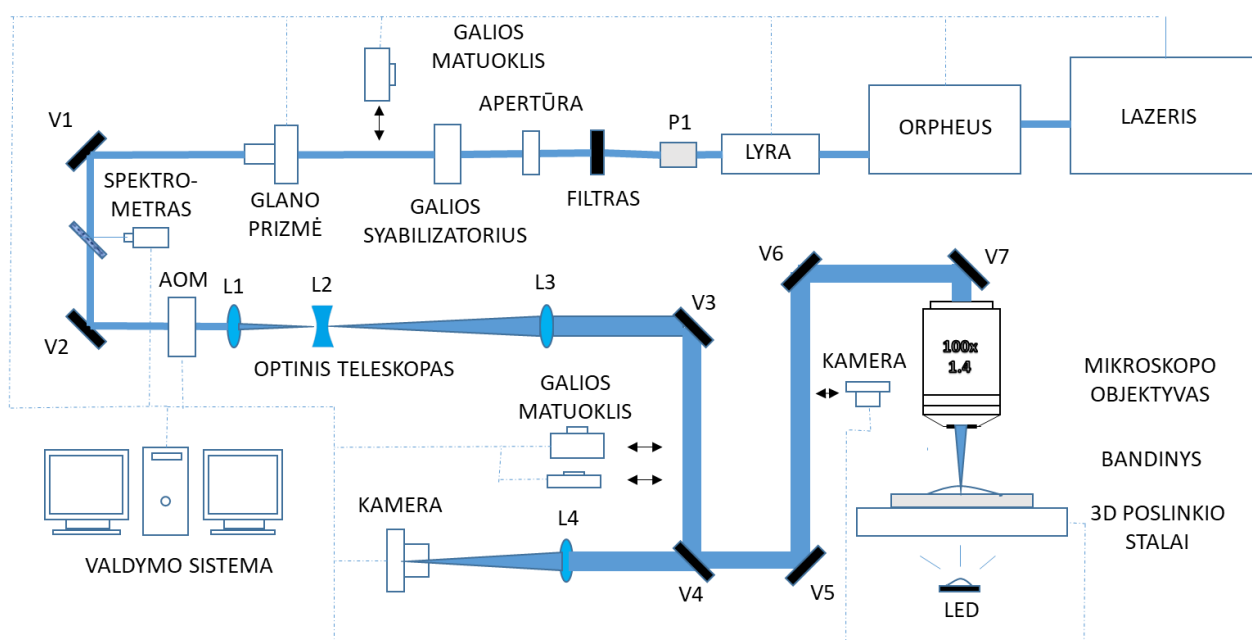 GALIOS
MATUOKLIS
APERTŪRA
V1
P1
ORPHEUS
LAZERIS
LYRA
SPEKTRO-
METRAS
GLANO
PRIZMĖ
GALIOS
SYABILIZATORIUS
FILTRAS
AOM
L1
L2
L3
V2
OPTINIS TELESKOPAS
V3
V6
V7
KAMERA
100x
1.4
MIKROSKOPO
OBJEKTYVAS
GALIOS
MATUOKLIS
BANDINYS
3D POSLINKIO
STALAI
KAMERA
L4
VALDYMO SISTEMA
V4
V5
LED